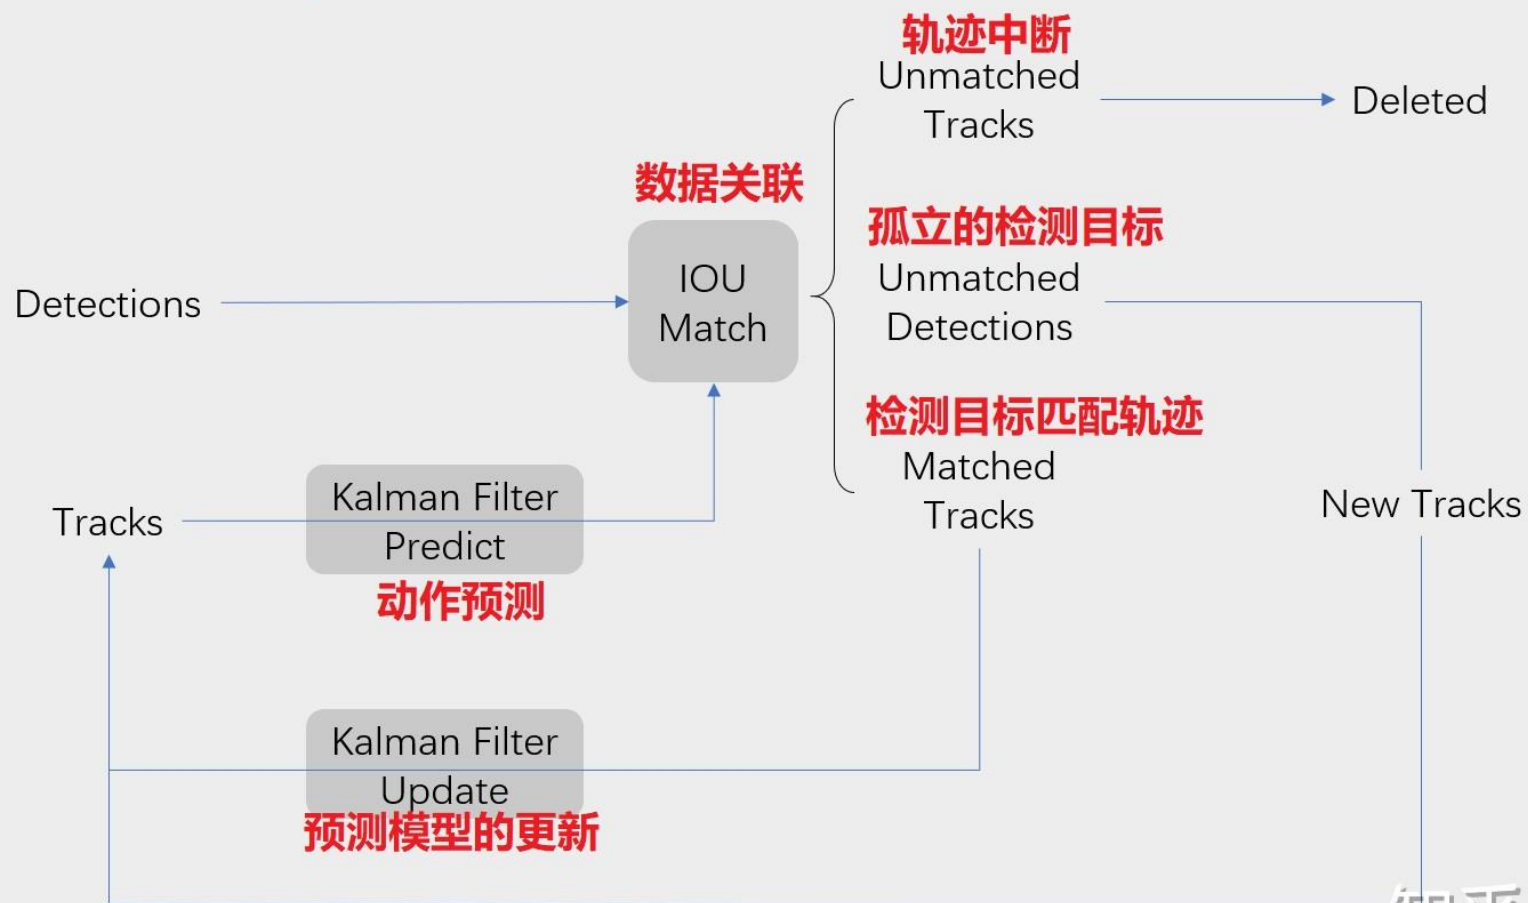 轨迹中断
Unmatched
Tracks
Deleted
数据关联
IOU
Match
孤立的检测目标
Unmatched
Detections
Detections
检测目标匹配轨迹
Matched
Tracks
Tracks
Kalman Filter
Predict
动作预测
New Tracks
Kalman Filter
Update
预测模型的更新